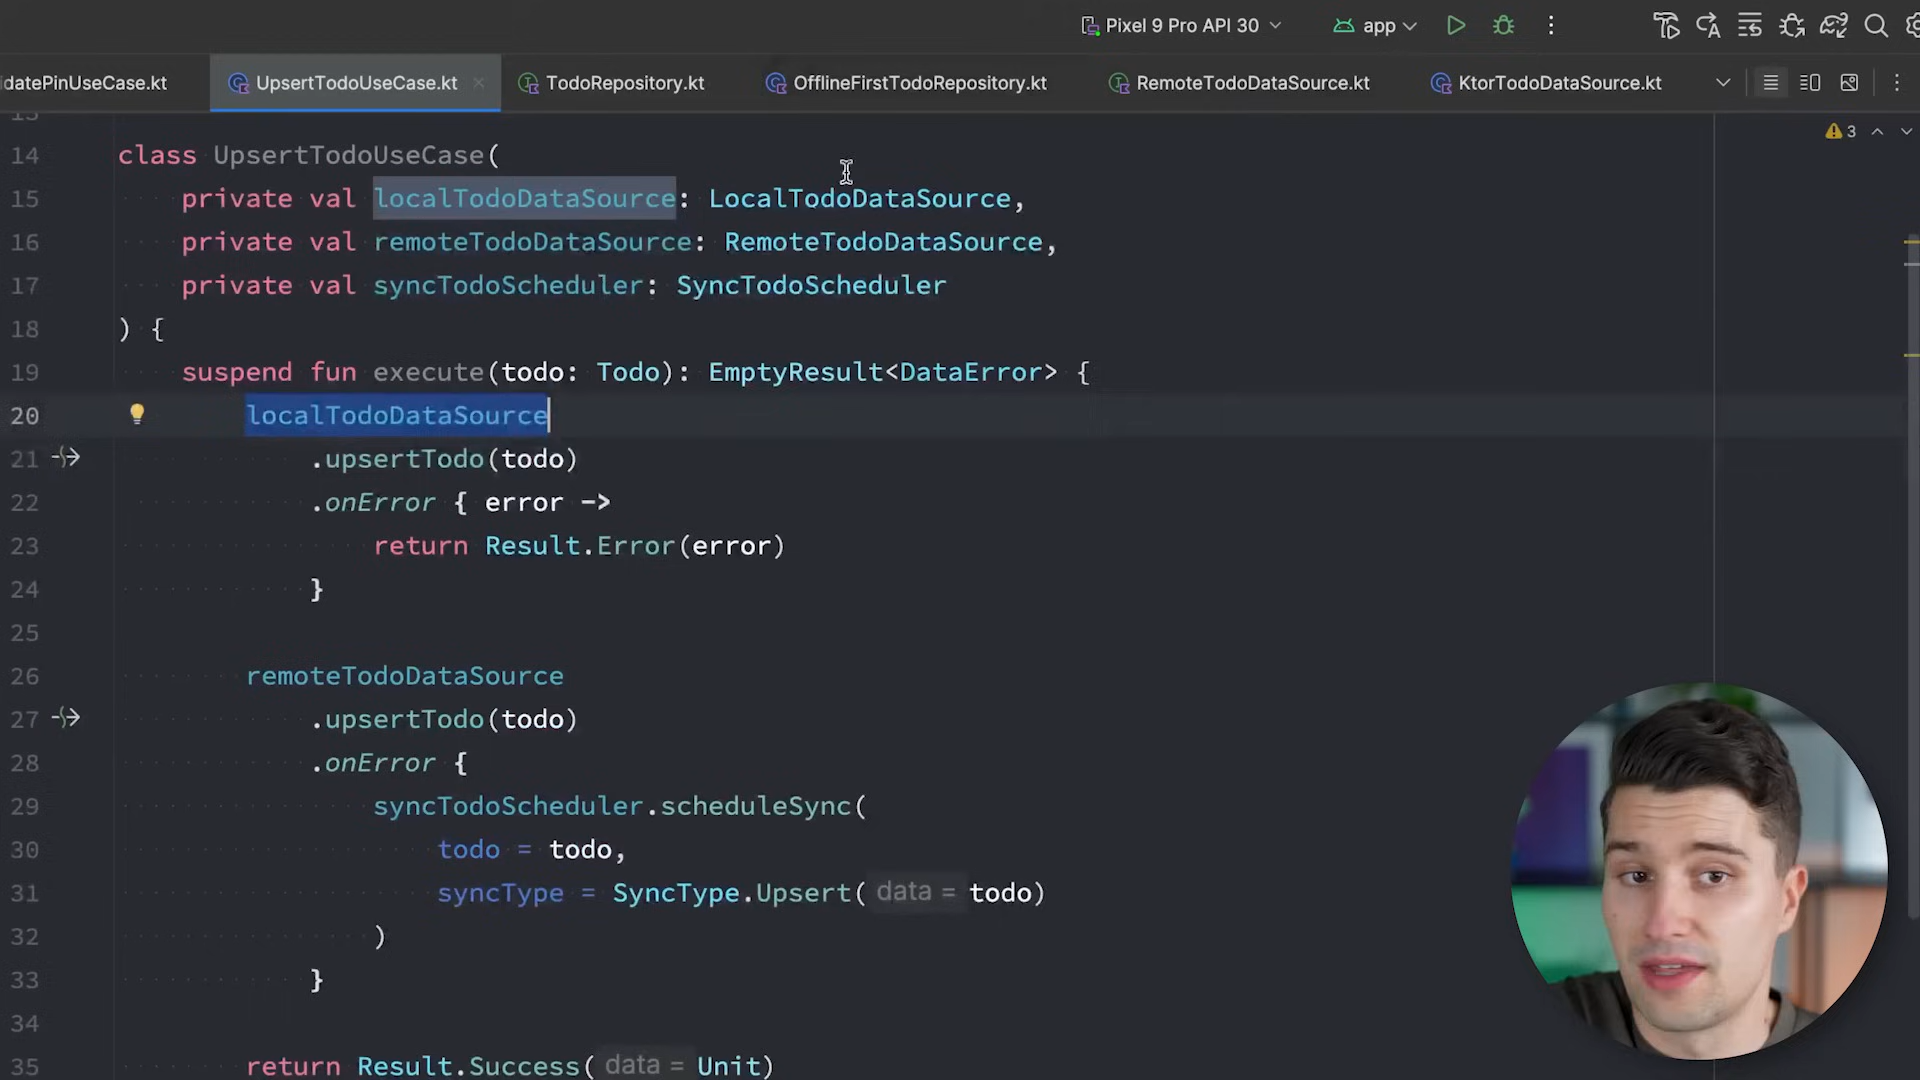 Pixel 9 Pro API 30
app
datePinUseCase.kt
UpsertTodoUseCase.kt
TodoRepository.kt
OfflineFirstTodoRepository.kt
RemoteTodoDataSource.kt
KtorTodoDataSource.kt
3
14 class UpsertTodoUseCase(
15 private val localTodoDataSource: LocalTodoDataSource,
16 private val remoteTodoDataSource: RemoteTodoDataSource,
17 private val syncTodoScheduler: SyncTodoScheduler
18 ) {
19 suspend fun execute(todo: Todo): EmptyResult<DataError> {
20 localTodoDataSource
21 .upsertTodo(todo)
22 .onError { error ->
23 return Result.Error(error)
24 }
25
26 remoteTodoDataSource
27 .upsertTodo(todo)
28 .onError {
29 syncTodoScheduler.scheduleSync(
30 todo = todo,
31 syncType = SyncType.Upsert( data = todo)
32 )
33 }
34
35 return Result.Success( data = Unit)